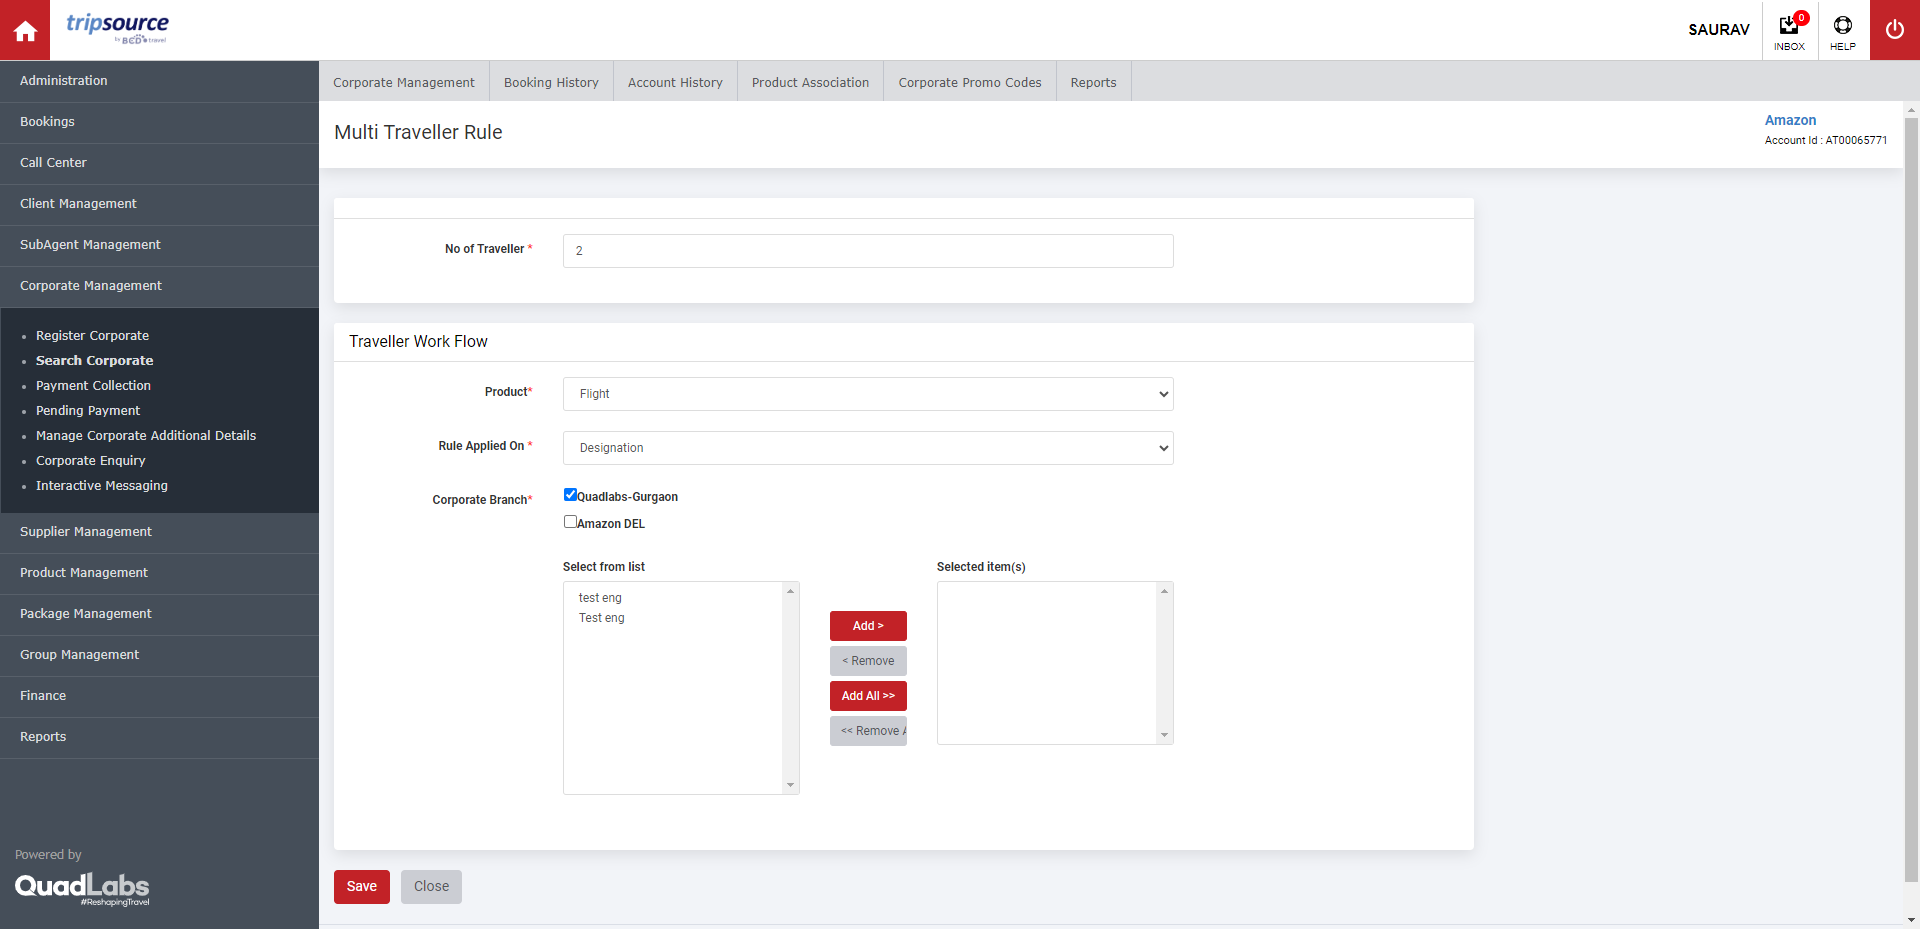 tripsource
by BCD travel
SAURAV
0
INBOX
HELP
Administration
Bookings
Call Center
Client Management
SubAgent Management
Corporate Management
Register Corporate
Search Corporate
Payment Collection
Pending Payment
Manage Corporate Additional Details
Corporate Enquiry
Interactive Messaging
Supplier Management
Product Management
Package Management
Group Management
Finance
Reports
Powered by
QuadLabs
#ReshapingTravel
Corporate Management
Booking History
Account History
Product Association
Corporate Promo Codes
Reports
Multi Traveller Rule
Amazon
Account Id : AT00065771
No of Traveller *
2
Traveller Work Flow
Product*
Flight
Rule Applied On *
Designation
Corporate Branch*
Quadlabs-Gurgaon
Amazon DEL
Select from list
test eng
Test eng
Add >
< Remove
Add All >>
<< Remove A
Selected item(s)
Save
Close